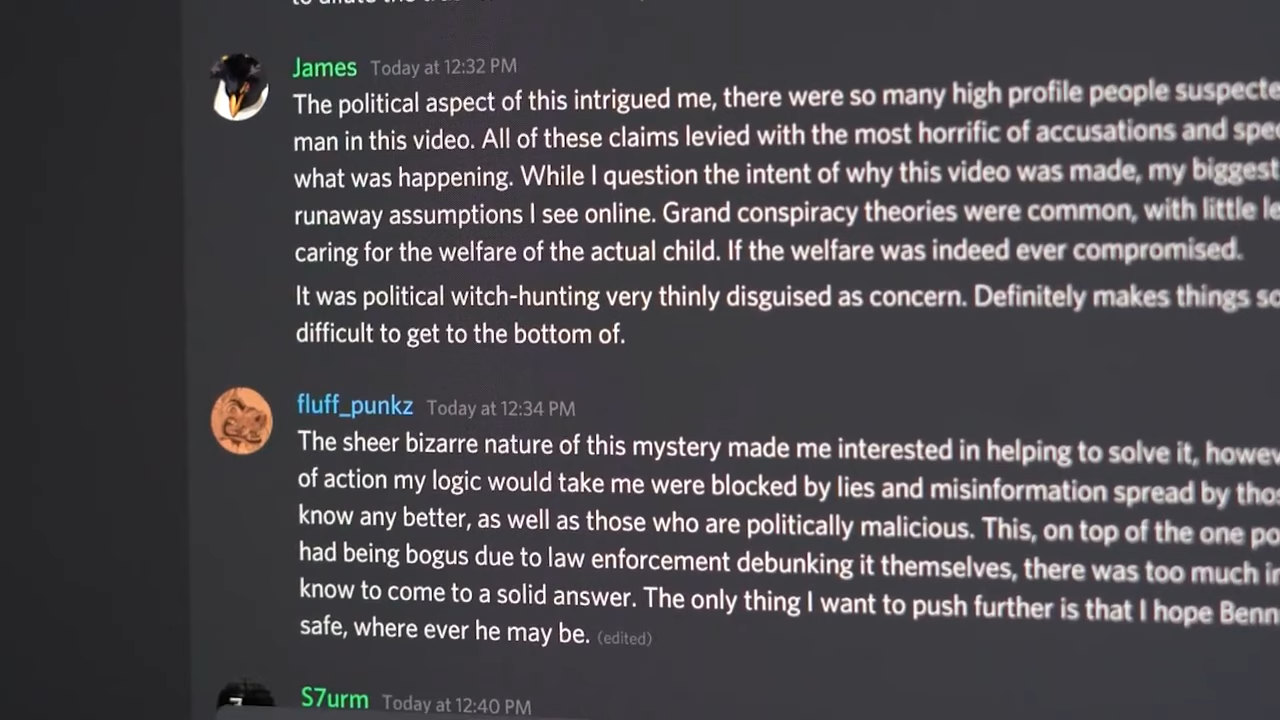 James Today at 12:32 PM
The political aspect of this intrigued me, there were so many high profile people
man in this video. All of these claims levied with the most horrific of accusations and
what was happening. While I question the intent of why this video was made, my biggest
runaway assumptions I see online. Grand conspiracy theories were common, with little
caring for the welfare of the actual child. If the welfare was indeed ever compromised.
It was political witch-hunting very thinly disguised as concern. Definitely makes things
difficult to get to the bottom of.
fluff_punkz Today at 12:34 PM
The sheer bizarre nature of this mystery made me interested in helping to solve it,
of action my logic would take me were blocked by lies and misinformation spread by
know any better, as well as those who are politically malicious. This, on top of the one
had being bogus due to law enforcement debunking it themselves, there was too much
know to come to a solid answer. The only thing I want to push further is that I hope
safe, where ever he may be. (edited)
S7urm Today at 12:40 PM